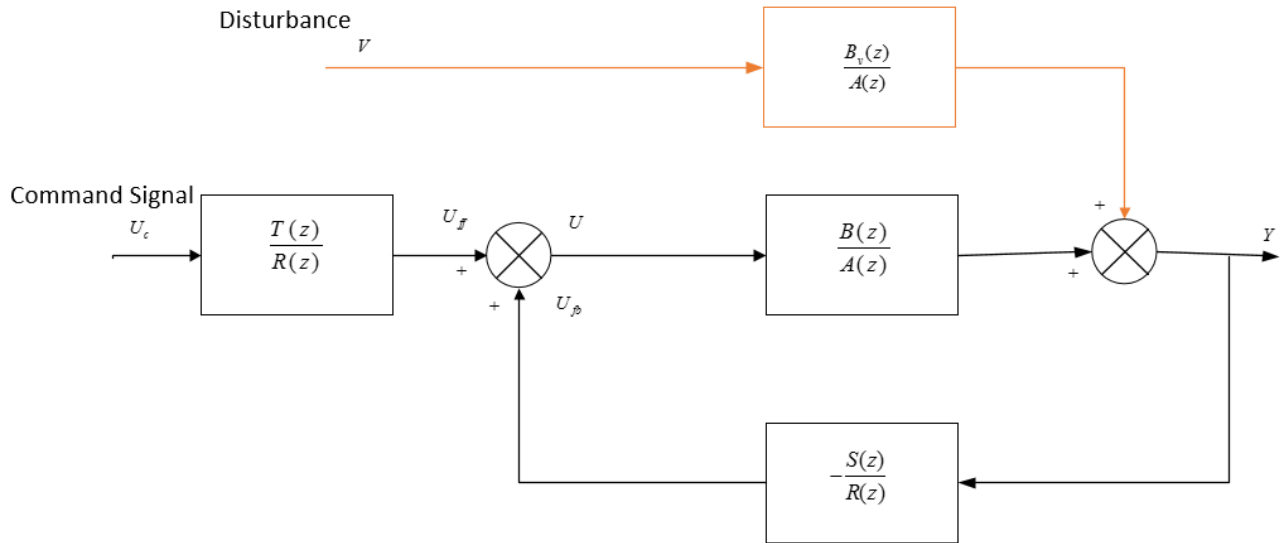 Disturbance
V
B_v(z)
A(z)
Command Signal
U_c
T(z)
R(z)
U_ff
+
U
+
U_fb
B(z)
A(z)
+
+
Y
-S(z)
R(z)